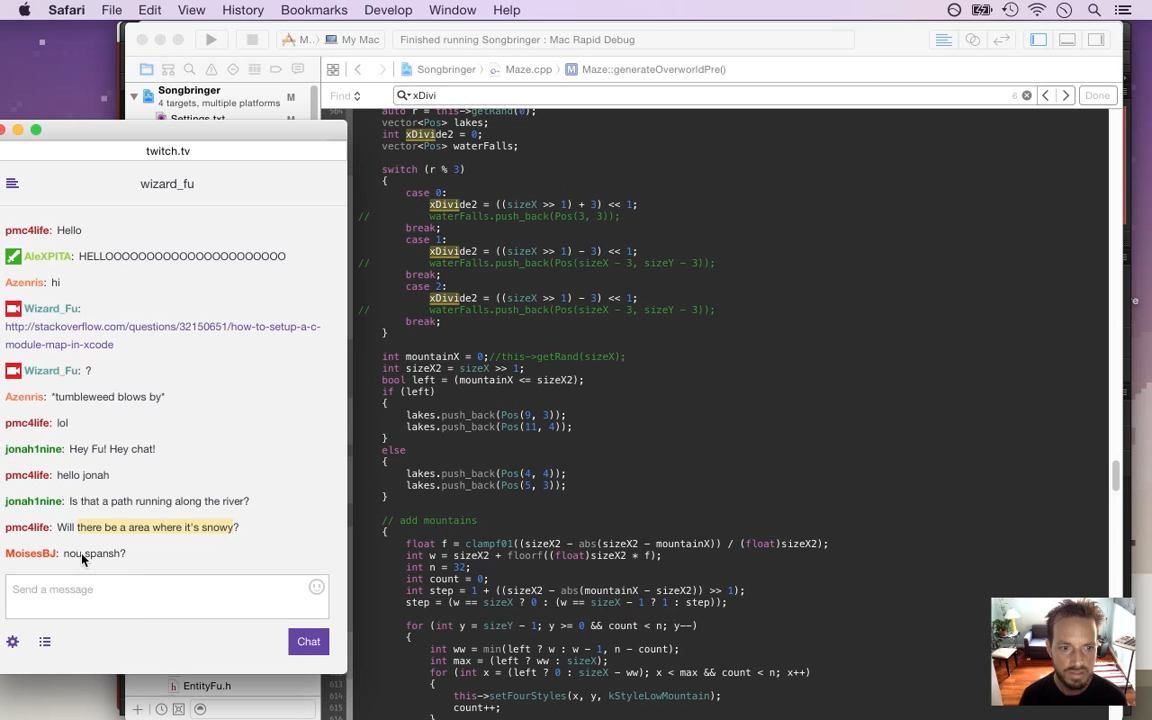 Safari File Edit View History Bookmarks Develop Window Help
M.. My Mac Finished running Songbringer : Mac Rapid Debug
Songbringer Maze.cpp M Maze::generateOverworldPre()
Songbringer M
4 targets, multiple platforms
Settings.txt
Find xDivi 6 Done
auto r = this->getRand(0);
vector<Pos> lakes;
int xDivide2 = 0;
vector<Pos> waterFalls;
switch (r % 3)
{
case 0:
xDivide2 = ((sizeX >> 1) + 3) << 1;
// waterFalls.push_back(Pos(3, 3));
break;
case 1:
xDivide2 = ((sizeX >> 1) - 3) << 1;
// waterFalls.push_back(Pos(sizeX - 3, sizeY - 3));
break;
case 2:
xDivide2 = ((sizeX >> 1) - 3) << 1;
// waterFalls.push_back(Pos(sizeX - 3, sizeY - 3));
break;
}
int mountainX = 0;//this->getRand(sizeX);
int sizeX2 = sizeX >> 1;
bool left = (mountainX <= sizeX2);
if (left)
{
lakes.push_back(Pos(9, 3));
lakes.push_back(Pos(11, 4));
}
else
{
lakes.push_back(Pos(4, 4));
lakes.push_back(Pos(5, 3));
}
// add mountains
{
float f = clampf01((sizeX2 - abs(sizeX2 - mountainX)) / (float)sizeX2);
int w = sizeX2 + floorf((float)sizeX2 * f);
int n = 32;
int count = 0;
int step = 1 + ((sizeX2 - abs(mountainX - sizeX2)) >> 1);
step = (w == sizeX ? 0 : (w == sizeX - 1 ? 1 : step));
for (int y = sizeY - 1; y >= 0 && count < n; y--)
{
int ww = min(left ? w : w - 1, n - count);
int max = (left ? ww : sizeX);
for (int x = (left ? 0 : sizeX - ww); x < max && count < n; x++)
{
this->setFourStyles(x, y, kStyleLowMountain);
count++;
613
614
615
twitch.tv
wizard_fu
pmc4life: Hello
AleXPITA: HELLOOOOOOOOOOOOOOOOOOOOOO
Azenris: hi
Wizard_Fu:
http://stackoverflow.com/questions/32150651/how-to-setup-a-c-
module-map-in-xcode
Wizard_Fu: ?
Azenris: *tumbleweed blows by*
pmc4life: lol
jonah1nine: Hey Fu! Hey chat!
pmc4life: hello jonah
jonah1nine: Is that a path running along the river?
pmc4life: Will there be a area where it's snowy?
MoisesBJ: nou spansh?
Send a message
Chat
EntityFu.h